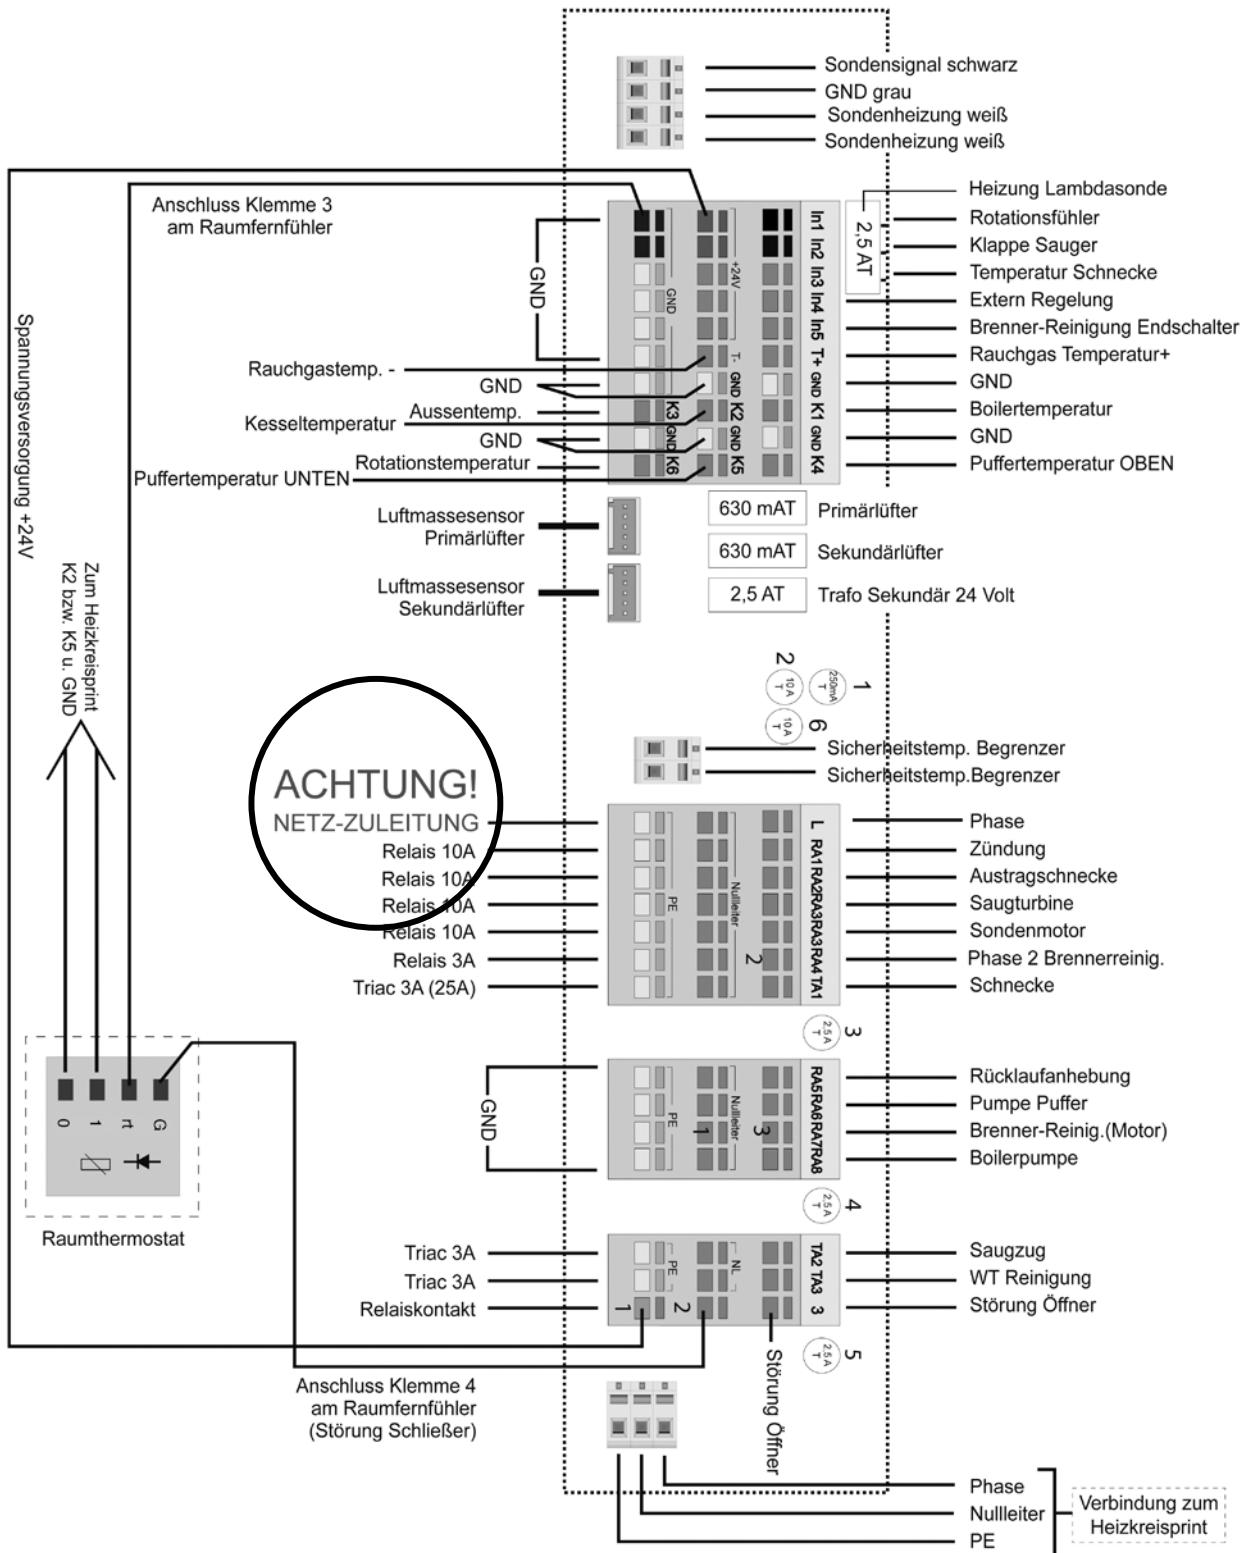 Sondensignal schwarz
GND grau
Sondenheizung weiß
Sondenheizung weiß
Anschluss Klemme 3
am Raumfernfühler
GND
GND
+24V
In1
In2
In3
In4
In5
T+
GND
K1
GND
K4
T-
GND
K2
GND
K5
K3
GND
K6
2,5 AT
Heizung Lambdasonde
Rotationsfühler
Klappe Sauger
Temperatur Schnecke
Extern Regelung
Brenner-Reinigung Endschalter
Rauchgas Temperatur+
GND
Boilertemperatur
GND
Puffertemperatur OBEN
Rauchgastemp. -
GND
Aussentemp.
Kesseltemperatur
GND
Rotationstemperatur
Puffertemperatur UNTEN
Spannungsversorgung +24V
Luftmassesensor
Primärlüfter
Luftmassesensor
Sekundärlüfter
630 mAT Primärlüfter
630 mAT Sekundärlüfter
2,5 AT Trafo Sekundär 24 Volt
Zum Heizkreisprint
K2 bzw. K5 u. GND
2
10 A
T
250mA
T
1
10 A
T
6
Sicherheitstemp. Begrenzer
Sicherheitstemp.Begrenzer
ACHTUNG!
NETZ-ZULEITUNG
Relais 10A
Relais 10A
Relais 10A
Relais 10A
Relais 3A
Triac 3A (25A)
PE
Nullleiter
2
L
RA1
RA2
RA3
RA3
RA4
TA1
Phase
Zündung
Austragschnecke
Saugturbine
Sondenmotor
Phase 2 Brennerreinig.
Schnecke
2,5A
T
3
GND
PE
Nullleiter
1
3
RA5
RA6
RA7
RA8
Rücklaufanhebung
Pumpe Puffer
Brenner-Reinig.(Motor)
Boilerpumpe
2,5A
T
4
0
1
rt
G
Raumthermostat
Triac 3A
Triac 3A
Relaiskontakt
PE
NL
1
2
TA2
TA3
3
Saugzug
WT Reinigung
Störung Öffner
2,5A
T
5
Störung Öffner
Anschluss Klemme 4
am Raumfernfühler
(Störung Schließer)
Phase
Nullleiter
PE
Verbindung zum
Heizkreisprint